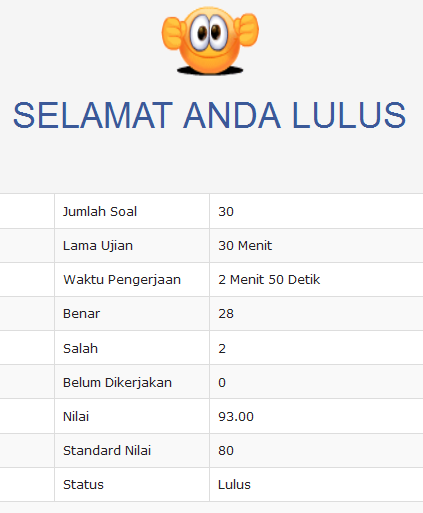 SELAMAT ANDA LULUS
Jumlah Soal 30
Lama Ujian 30 Menit
Waktu Pengerjaan 2 Menit 50 Detik
Benar 28
Salah 2
Belum Dikerjakan 0
Nilai 93.00
Standard Nilai 80
Status Lulus